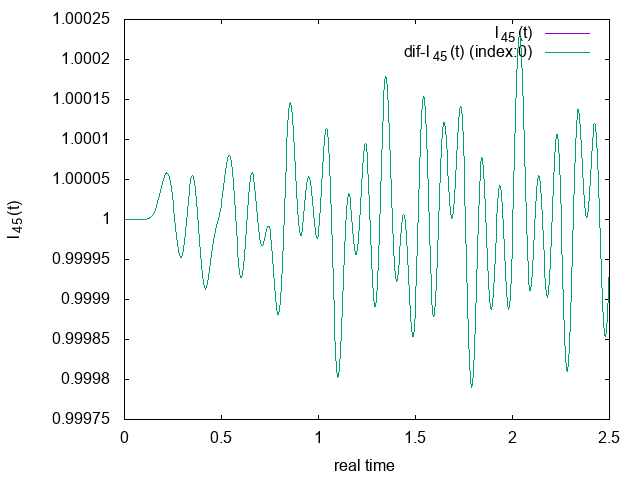 1.00025
1.0002
1.00015
1.0001
1.00005
1
0.99995
0.9999
0.99985
0.9998
0.99975
I45(t)
I45(t)
dif-I45(t) (index:0)
0 0.5 1 1.5 2 2.5
real time